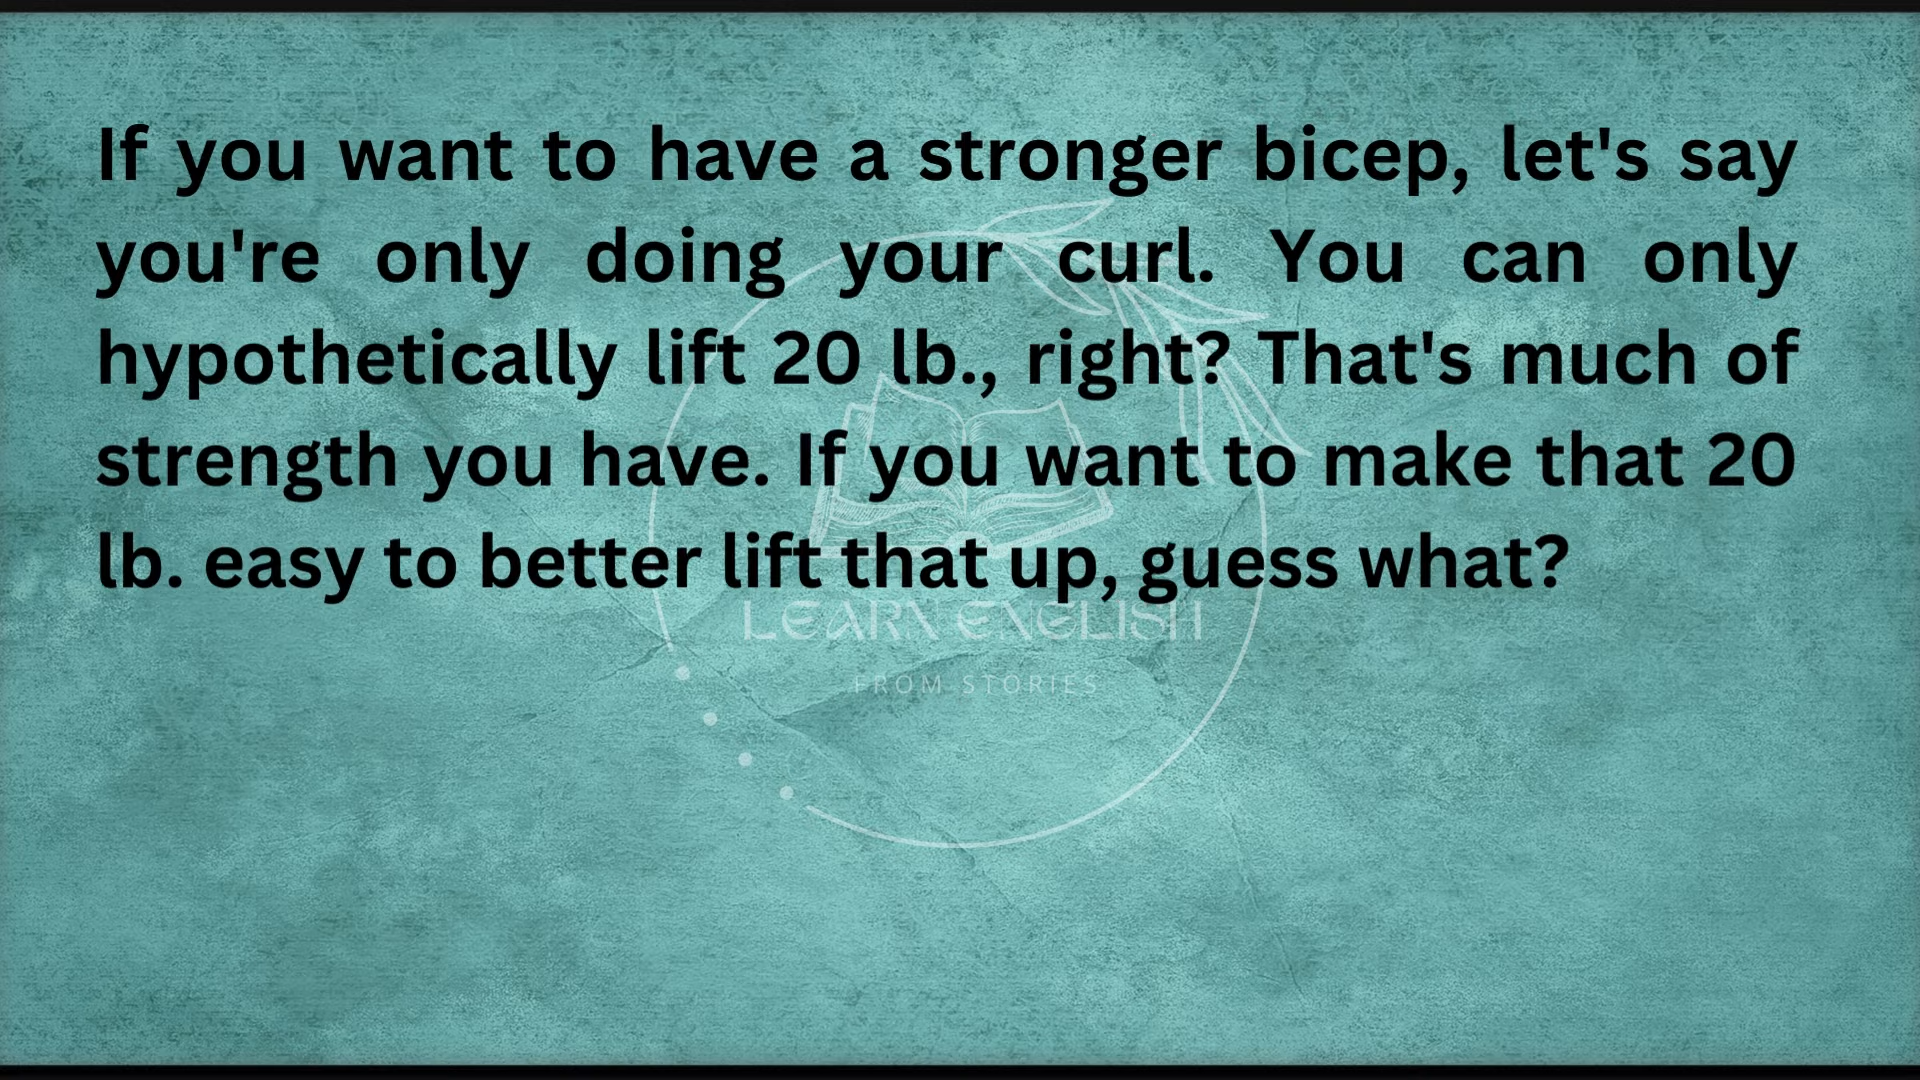 If you want to have a stronger bicep, let's say
you're only doing your curl. You can only
hypothetically lift 20 lb., right? That's much of
strength you have. If you want to make that 20
lb. easy to better lift that up, guess what?
LEARN ENGLISH
FROM STORIES